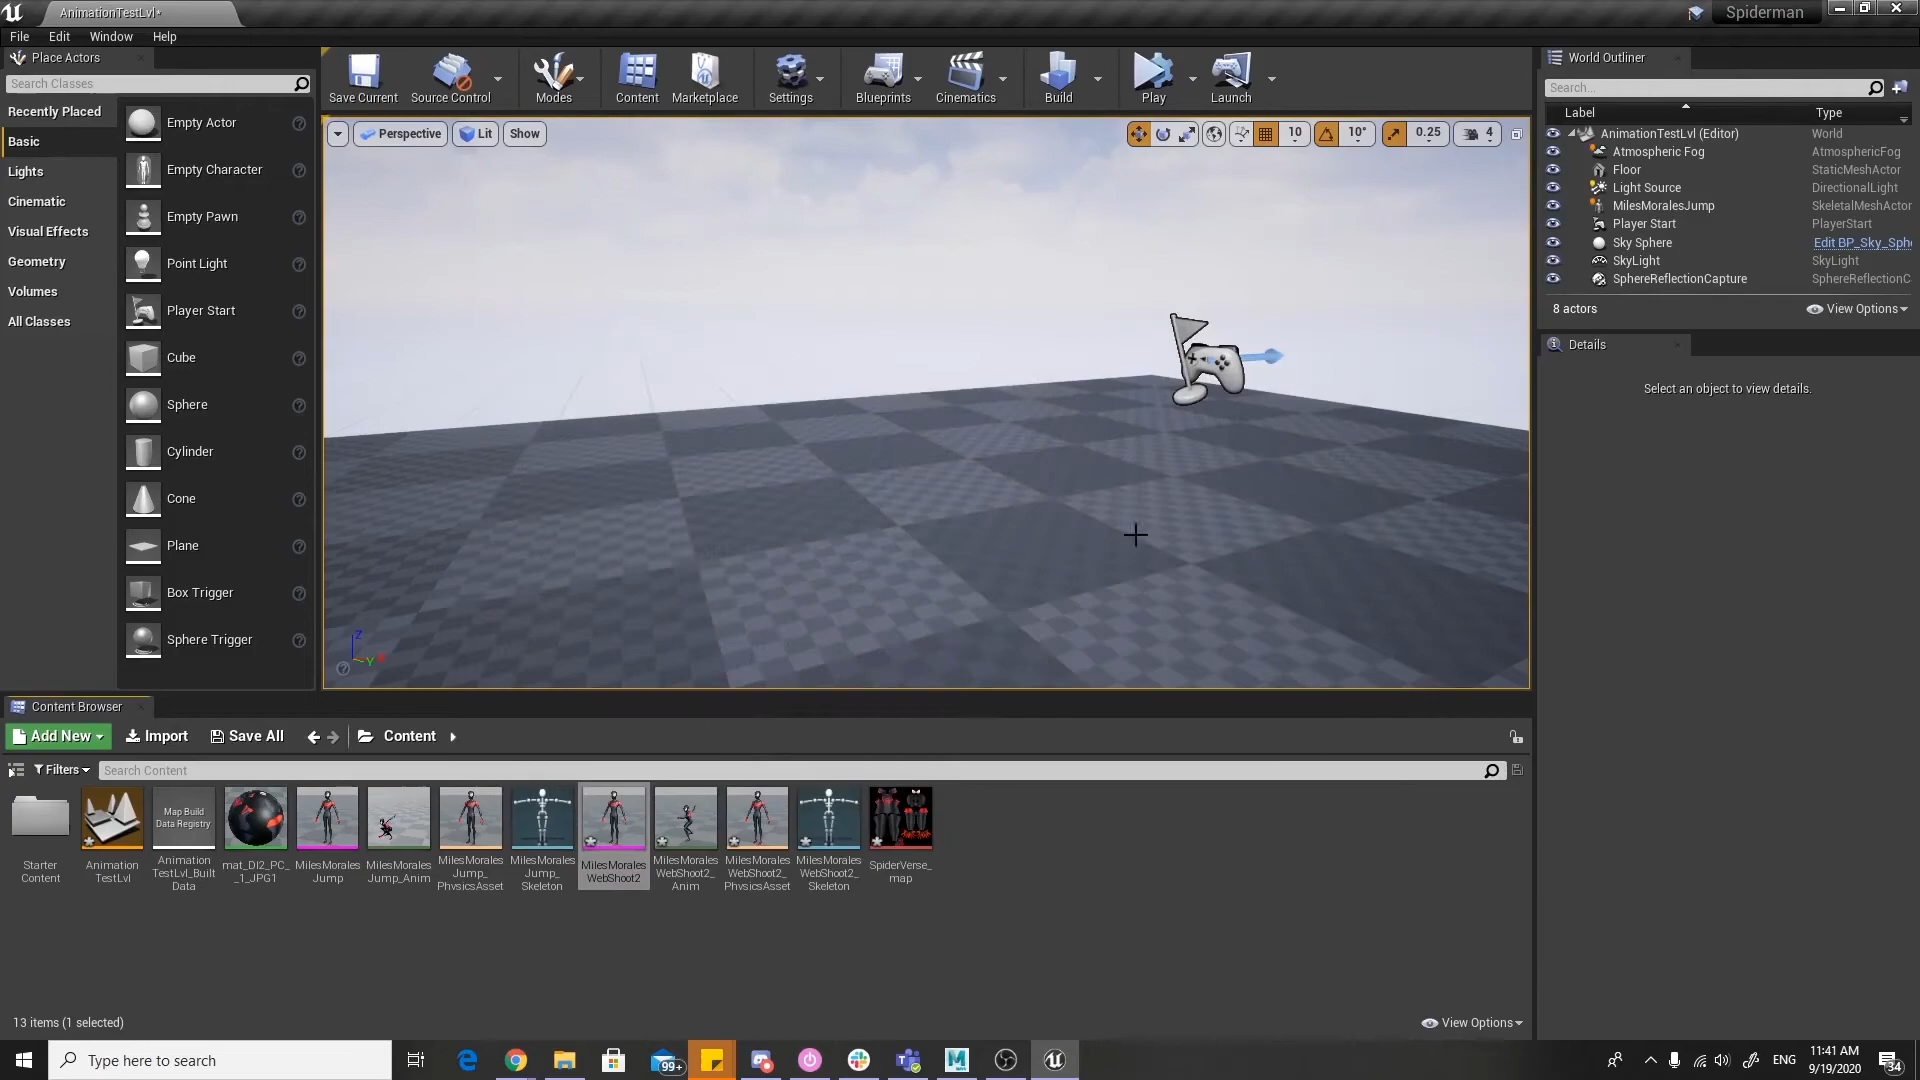 AnimationTestLvl*
Spiderman
File Edit Window Help
Place Actors
Search Classes
Recently Placed
Basic
Lights
Cinematic
Visual Effects
Geometry
Volumes
All Classes
Empty Actor
Empty Character
Empty Pawn
Point Light
Player Start
Cube
Sphere
Cylinder
Cone
Plane
Box Trigger
Sphere Trigger
Save Current
Source Control
Modes
Content
Marketplace
Settings
Blueprints
Cinematics
Build
Play
Launch
Perspective
Lit
Show
10
10°
0.25
4
Z
Y
X
World Outliner
Search...
Label Type
AnimationTestLvl (Editor) World
Atmospheric Fog AtmosphericFog
Floor StaticMeshActor
Light Source DirectionalLight
MilesMoralesJump SkeletalMeshActor
Player Start PlayerStart
Sky Sphere Edit BP_Sky_Sph
SkyLight SkyLight
SphereReflectionCapture SphereReflectionC
8 actors
View Options
Details
Select an object to view details.
Content Browser
Add New
Import
Save All
Content
Filters
Search Content
Starter
Content
Animation
TestLvl
Map Build
Data Registry
Animation
TestLvl_Built
Data
mat_DI2_PC_
_1_JPG1
MilesMorales
Jump
MilesMorales
Jump_Anim
MilesMorales
Jump_
PhysicsAsset
MilesMorales
Jump_
Skeleton
MilesMorales
WebShoot2
MilesMorales
WebShoot2_
Anim
MilesMorales
WebShoot2_
PhysicsAsset
MilesMorales
WebShoot2_
Skeleton
SpiderVerse_
map
13 items (1 selected)
View Options
Type here to search
99+
ENG
11:41 AM
9/19/2020
34